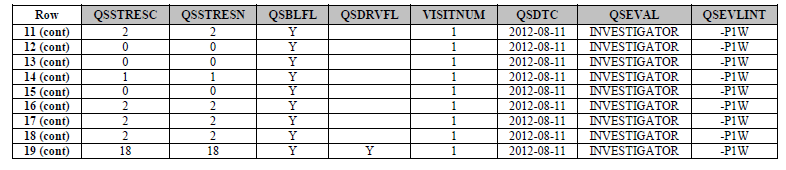 Row QSSTRESC QSSTRESN QSBLFL QSDRVFL VISITNUM QSDTC QSEVAL QSEVLINT
11 (cont) 2 2 Y 1 2012-08-11 INVESTIGATOR -P1W
12 (cont) 0 0 Y 1 2012-08-11 INVESTIGATOR -P1W
13 (cont) 0 0 Y 1 2012-08-11 INVESTIGATOR -P1W
14 (cont) 1 1 Y 1 2012-08-11 INVESTIGATOR -P1W
15 (cont) 0 0 Y 1 2012-08-11 INVESTIGATOR -P1W
16 (cont) 2 2 Y 1 2012-08-11 INVESTIGATOR -P1W
17 (cont) 2 2 Y 1 2012-08-11 INVESTIGATOR -P1W
18 (cont) 2 2 Y 1 2012-08-11 INVESTIGATOR -P1W
19 (cont) 18 18 Y Y 1 2012-08-11 INVESTIGATOR -P1W